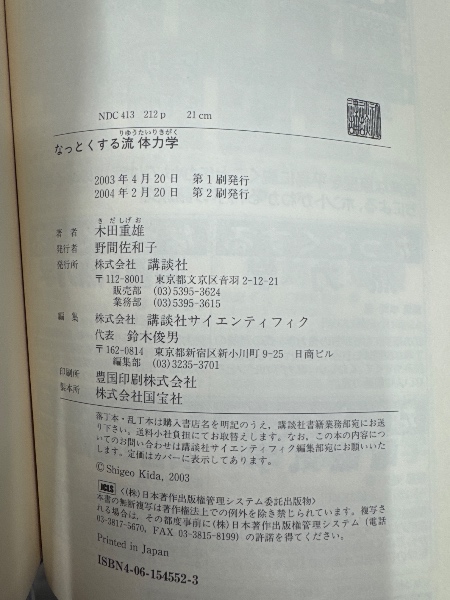 NDC 413 212 p 21 cm
りゅうたいりきがく
なっとくする流体力学
2003年4月20日 第1刷発行
2004年2月20日 第2刷発行
きだしげお
著者 木田重雄
発行者 野間佐和子
発行所 株式会社 講談社
〒112-8001 東京都文京区音羽2-12-21
販売部 (03)5395-3624
業務部 (03)5395-3615
編集 株式会社 講談社サイエンティフィク
代表 鈴木俊男
〒162-0814 東京都新宿区新小川町9-25 日商ビル
編集部 (03)3235-3701
印刷所 豊国印刷株式会社
製本所 株式会社国宝社
落丁本・乱丁本は購入書店名を明記のうえ,講談社書籍業務部宛にお送
り下さい.送料小社負担にてお取替えします.なお,この本の内容につ
いてのお問い合わせは講談社サイエンティフィク編集部宛にお願いいた
します.定価はカバーに表示してあります.
© Shigeo Kida, 2003
JCLS <(株)日本著作出版権管理システム委託出版物>
本書の無断複写は著作権法上での例外を除き禁じられています.複写さ
れる場合は,その都度事前に(株)日本著作出版権管理システム(電話
03-3817-5670, FAX 03-3815-8199)の許諾を得てください.
Printed in Japan
ISBN4-06-154552-3